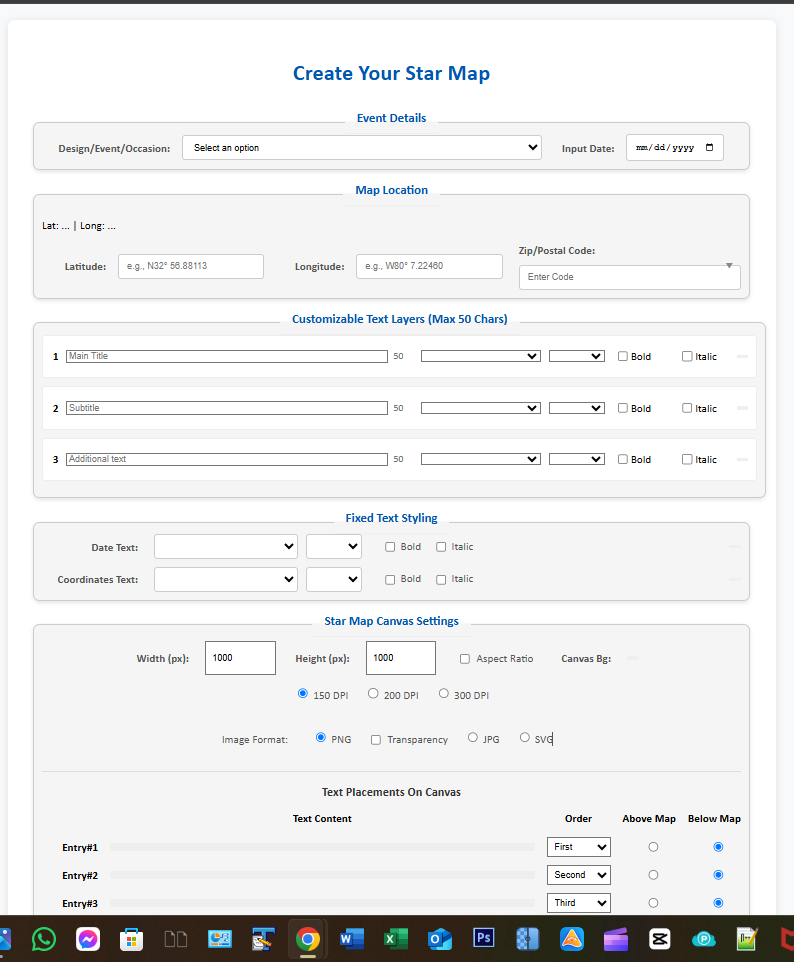 Create Your Star Map
Event Details
Design/Event/Occasion: Select an option Input Date: mm/dd/yyyy
Map Location
Lat: ... | Long: ...
Zip/Postal Code:
Latitude: e.g., N32° 56.88113 Longitude: e.g., W80° 7.22460
Enter Code
Customizable Text Layers (Max 50 Chars)
1 Main Title 50 Bold Italic
2 Subtitle 50 Bold Italic
3 Additional text 50 Bold Italic
Fixed Text Styling
Date Text: Bold Italic
Coordinates Text: Bold Italic
Star Map Canvas Settings
Width (px): 1000 Height (px): 1000 Aspect Ratio Canvas Bg:
150 DPI 200 DPI 300 DPI
Image Format: PNG Transparency JPG SVG
Text Placements On Canvas
Text Content Order Above Map Below Map
Entry#1 First
Entry#2 Second
Entry#3 Third